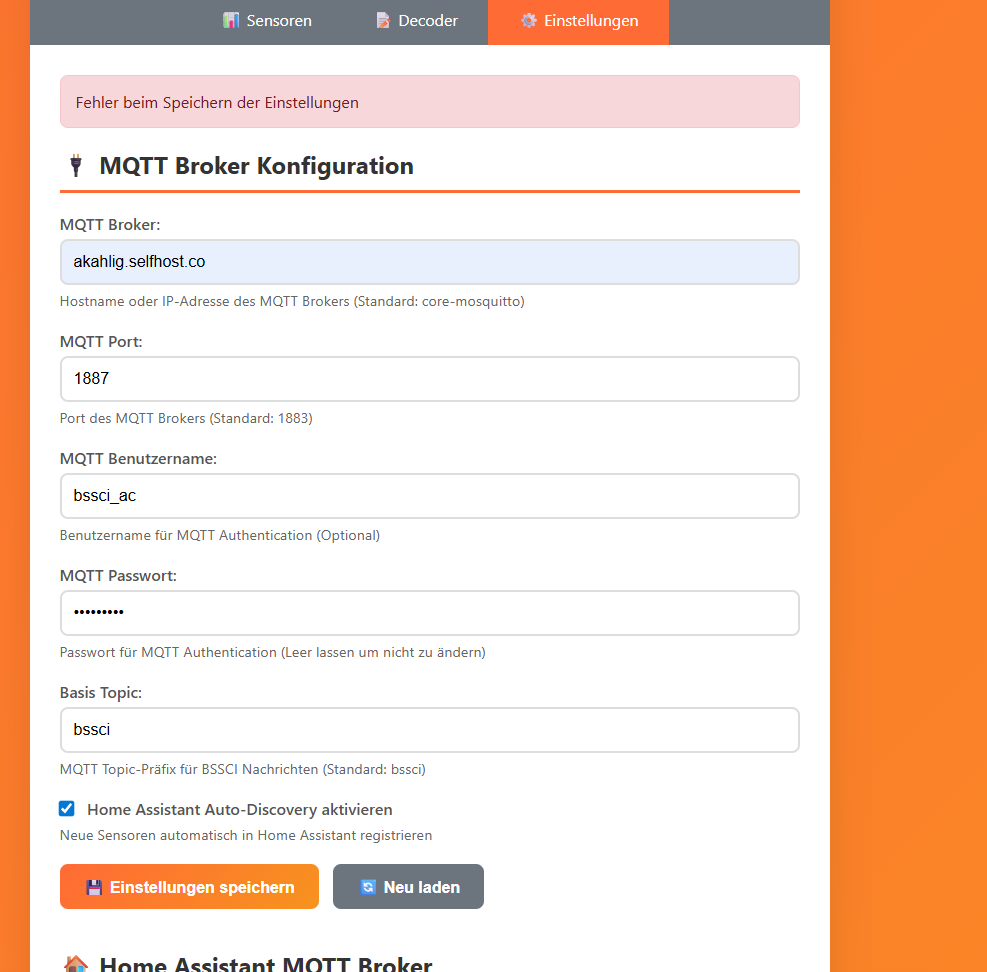 Sensoren
Decoder
Einstellungen
Fehler beim Speichern der Einstellungen
MQTT Broker Konfiguration
MQTT Broker:
akahlig.selfhost.co
Hostname oder IP-Adresse des MQTT Brokers (Standard: core-mosquitto)
MQTT Port:
1887
Port des MQTT Brokers (Standard: 1883)
MQTT Benutzername:
bssci_ac
Benutzername für MQTT Authentication (Optional)
MQTT Passwort:
•••••••••
Passwort für MQTT Authentication (Leer lassen um nicht zu ändern)
Basis Topic:
bssci
MQTT Topic-Präfix für BSSCI Nachrichten (Standard: bssci)
Home Assistant Auto-Discovery aktivieren
Neue Sensoren automatisch in Home Assistant registrieren
Einstellungen speichern
Neu laden
Home Assistant MQTT Broker